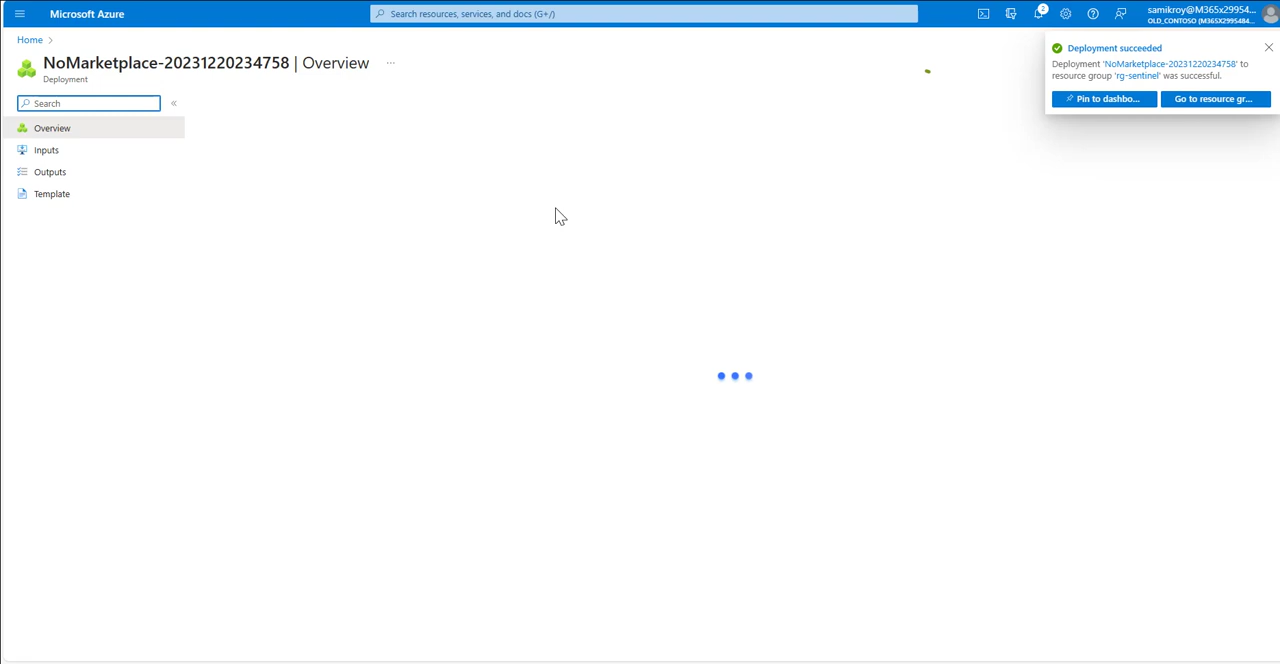 Microsoft Azure
Search resources, services, and docs (G+/)
2
samikroy@M365x29954...
OLD_CONTOSO (M365X2995484...
Home
NoMarketplace-20231220234758 | Overview ...
Deployment
Search
«
Overview
Inputs
Outputs
Template
Deployment succeeded
Deployment 'NoMarketplace-20231220234758' to
resource group 'rg-sentinel' was successful.
Pin to dashbo...
Go to resource gr...